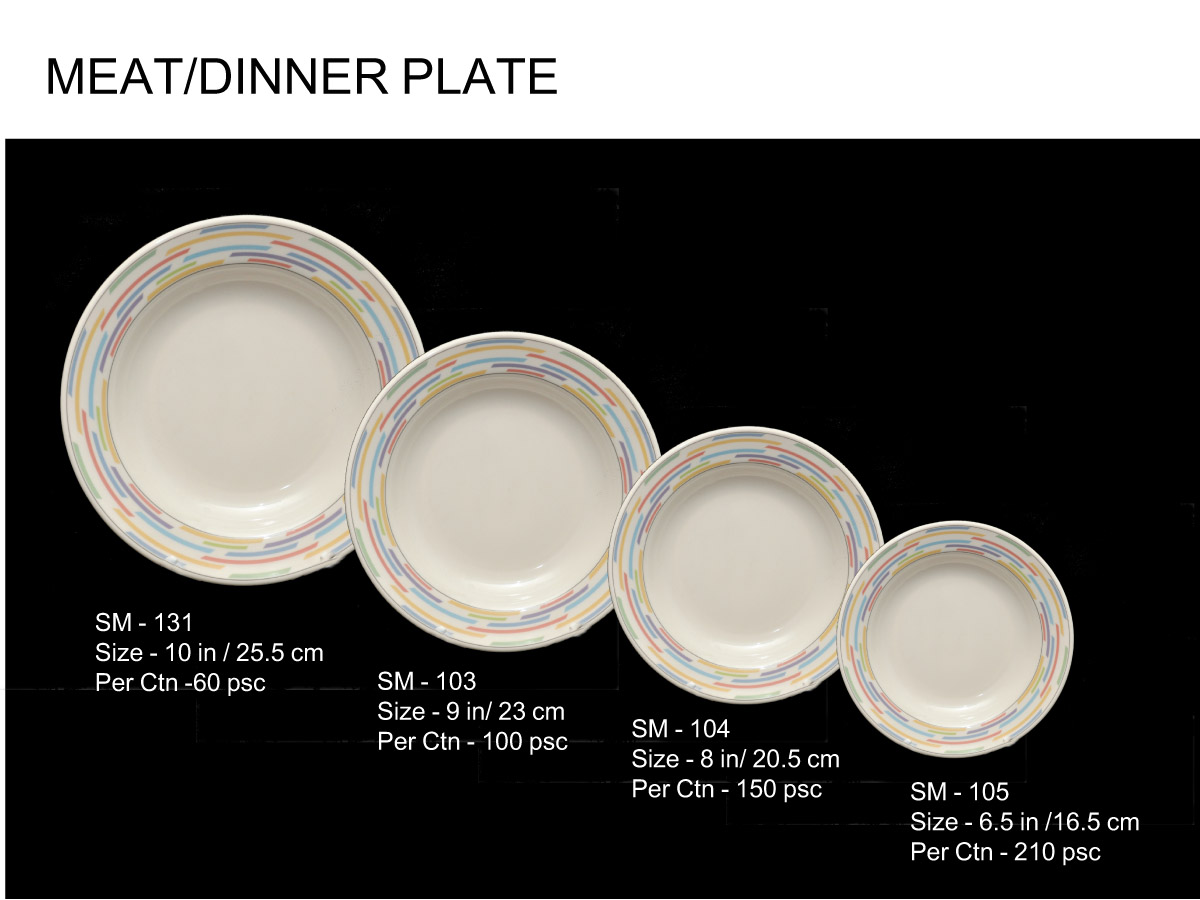 MEAT/DINNER PLATE
SM - 131
Size - 10 in / 25.5 cm
Per Ctn -60 psc
SM - 103
Size - 9 in/ 23 cm
Per Ctn - 100 psc
SM - 104
Size - 8 in/ 20.5 cm
Per Ctn - 150 psc
SM - 105
Size - 6.5 in /16.5 cm
Per Ctn - 210 psc